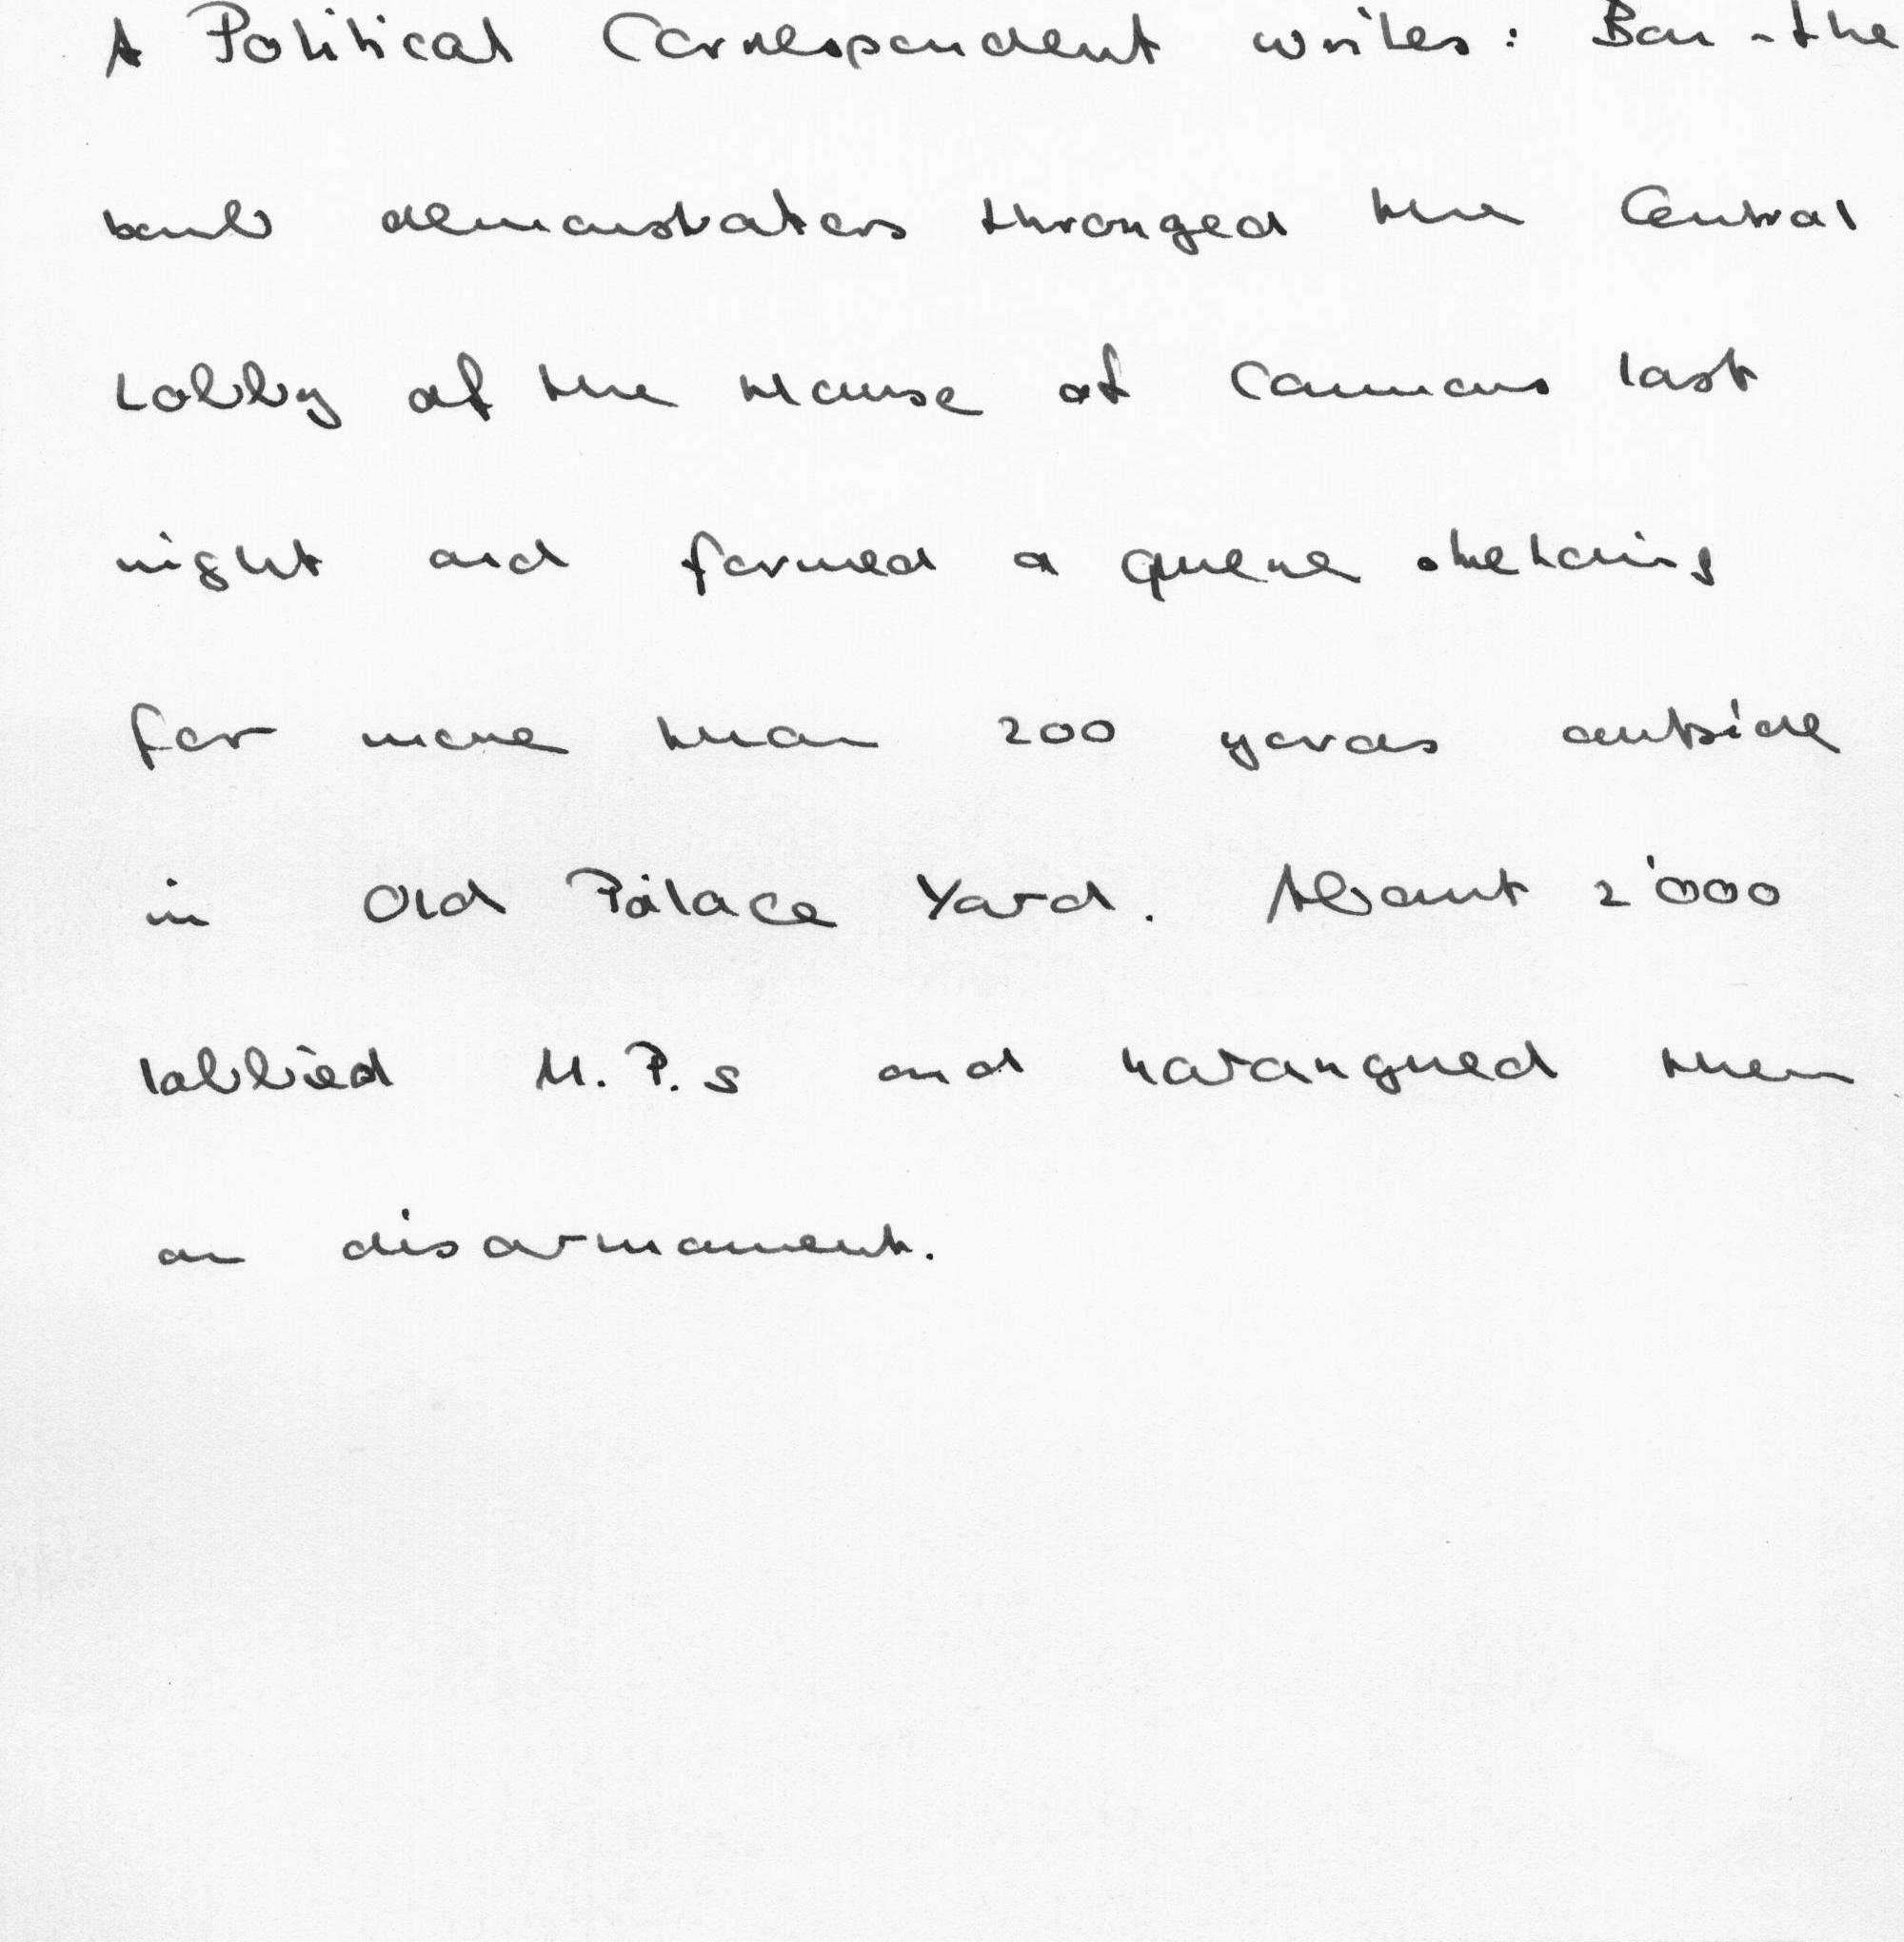 A Political Correspondent writes: Ban-the
bomb demonstrators thronged the Central
Lobby of the House of Commons last
night and formed a queue stretching
for more than 200 yards outside
in Old Palace Yard. About 2'000
lobbied M.P.s and harangued them
on disarmament.